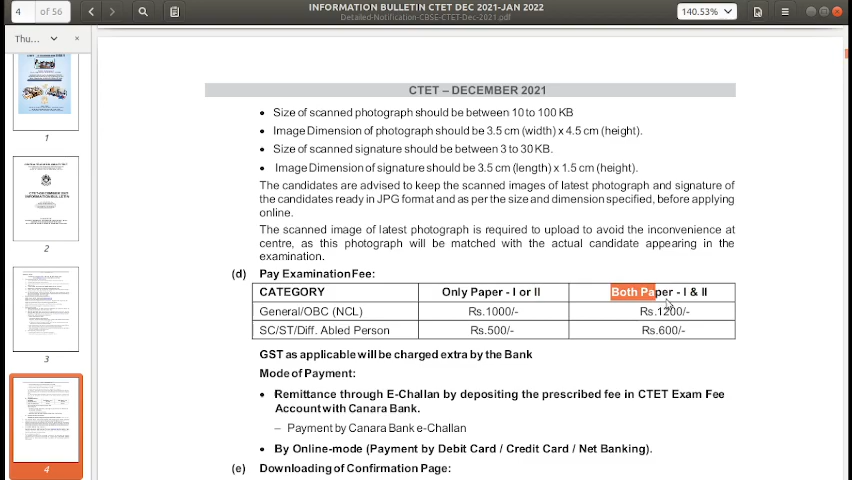 4 of 56
INFORMATION BULLETIN CTET DEC 2021-JAN 2022
Detailed-Notification-CBSE-CTET-Dec-2021.pdf
140.53%
Thu...
1
2
3
4
CTET – DECEMBER 2021
• Size of scanned photograph should be between 10 to 100 KB
• Image Dimension of photograph should be 3.5 cm (width) x 4.5 cm (height).
• Size of scanned signature should be between 3 to 30 KB.
• Image Dimension of signature should be 3.5 cm (length) x 1.5 cm (height).
The candidates are advised to keep the scanned images of latest photograph and signature of
the candidates ready in JPG format and as per the size and dimension specified, before applying
online.
The scanned image of latest photograph is required to upload to avoid the inconvenience at
centre, as this photograph will be matched with the actual candidate appearing in the
examination.
(d) Pay Examination Fee:
CATEGORY Only Paper - I or II Both Paper - I & II
General/OBC (NCL) Rs.1000/- Rs.1200/-
SC/ST/Diff. Abled Person Rs.500/- Rs.600/-
GST as applicable will be charged extra by the Bank
Mode of Payment:
• Remittance through E-Challan by depositing the prescribed fee in CTET Exam Fee
Account with Canara Bank.
– Payment by Canara Bank e-Challan
• By Online-mode (Payment by Debit Card / Credit Card / Net Banking).
(e) Downloading of Confirmation Page: